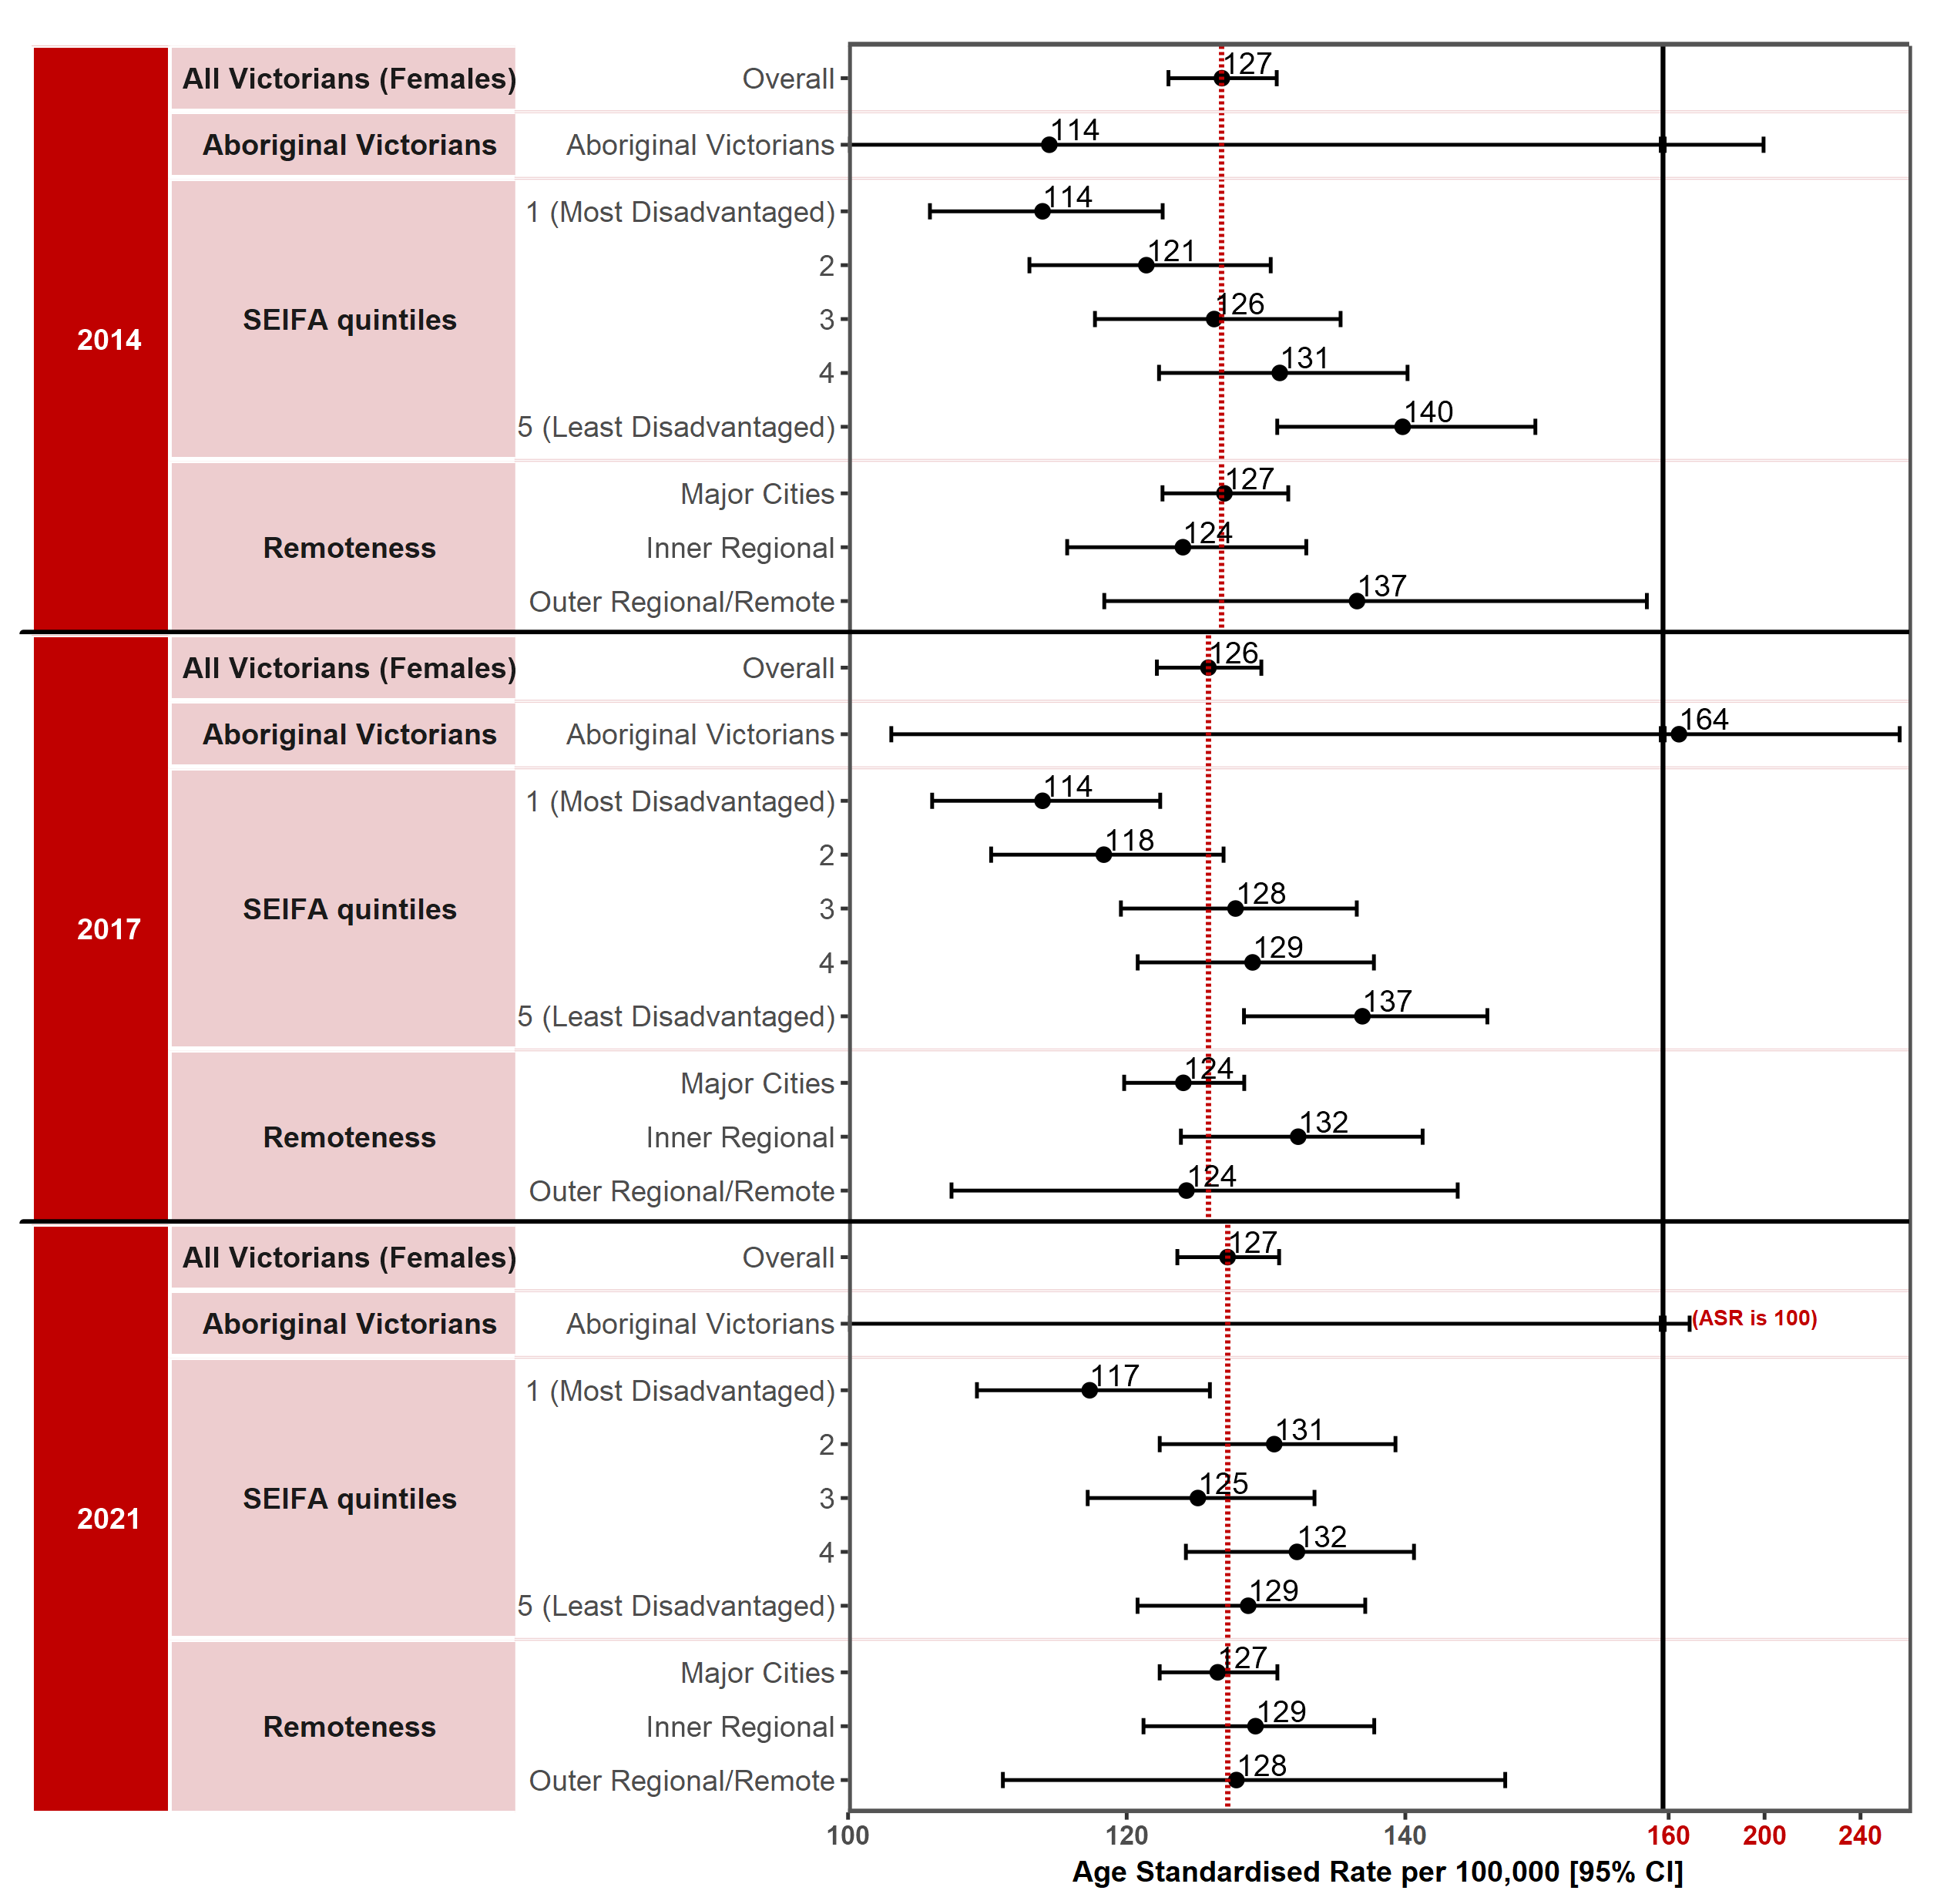 All Victorians (Females) Overall 127
Aboriginal Victorians Aboriginal Victorians 114
1 (Most Disadvantaged) 114
2 121
SEIFA quintiles 3 126
2014
4 131
5 (Least Disadvantaged) 140
Major Cities 127
Remoteness Inner Regional 124
Outer Regional/Remote 137
All Victorians (Females) Overall 126
Aboriginal Victorians Aboriginal Victorians 164
1 (Most Disadvantaged) 114
2 118
SEIFA quintiles 3 128
2017
4 129
5 (Least Disadvantaged) 137
Major Cities 124
Remoteness Inner Regional 132
Outer Regional/Remote 124
All Victorians (Females) Overall 127
Aboriginal Victorians Aboriginal Victorians (ASR is 100)
1 (Most Disadvantaged) 117
2 131
SEIFA quintiles 3 125
2021
4 132
5 (Least Disadvantaged) 129
Major Cities 127
Remoteness Inner Regional 129
Outer Regional/Remote 128
100 120 140 160 200 240
Age Standardised Rate per 100,000 [95% CI]